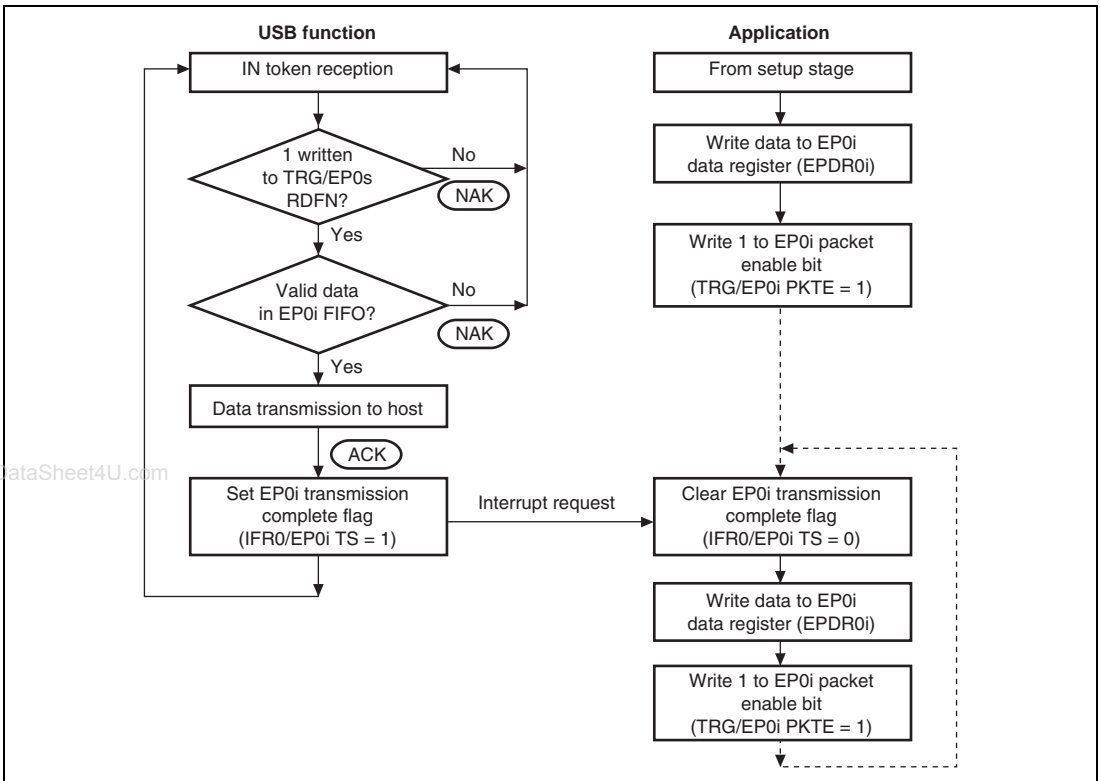 USB function
IN token reception
1 written
to TRG/EP0s
RDFN?
No
NAK
Yes
Valid data
in EP0i FIFO?
No
NAK
Yes
Data transmission to host
ACK
Set EP0i transmission
complete flag
(IFR0/EP0i TS = 1)
Interrupt request
Application
From setup stage
Write data to EP0i
data register (EPDR0i)
Write 1 to EP0i packet
enable bit
(TRG/EP0i PKTE = 1)
Clear EP0i transmission
complete flag
(IFR0/EP0i TS = 0)
Write data to EP0i
data register (EPDR0i)
Write 1 to EP0i packet
enable bit
(TRG/EP0i PKTE = 1)
ataSheet4U.com